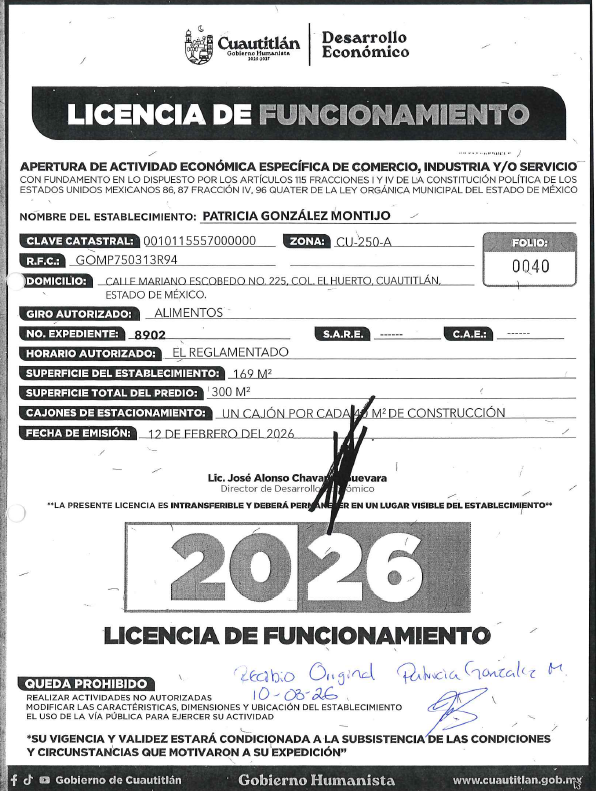 Cuautitlán
Gobierno Humanista
2025-2027
Desarrollo
Económico
LICENCIA DE FUNCIONAMIENTO
APERTURA DE ACTIVIDAD ECONÓMICA ESPECÍFICA DE COMERCIO, INDUSTRIA Y/O SERVICIO
CON FUNDAMENTO EN LO DISPUESTO POR LOS ARTÍCULOS 115 FRACCIONES I Y IV DE LA CONSTITUCIÓN POLÍTICA DE LOS
ESTADOS UNIDOS MEXICANOS 86, 87 FRACCIÓN IV, 96 QUATER DE LA LEY ORGÁNICA MUNICIPAL DEL ESTADO DE MÉXICO
NOMBRE DEL ESTABLECIMIENTO: PATRICIA GONZÁLEZ MONTIJO
CLAVE CATASTRAL: 0010115557000000 ZONA: CU-250-A
FOLIO:
0040
R.F.C.: GOMP750313R94
DOMICILIO: CALLE MARIANO ESCOBEDO NO. 225, COL. EL HUERTO, CUAUTITLÁN,
ESTADO DE MÉXICO.
GIRO AUTORIZADO: ALIMENTOS
NO. EXPEDIENTE: 8902 S.A.R.E. ------ C.A.E.: ------
HORARIO AUTORIZADO: EL REGLAMENTADO
SUPERFICIE DEL ESTABLECIMIENTO: 169 M²
SUPERFICIE TOTAL DEL PREDIO: 300 M²
CAJONES DE ESTACIONAMIENTO: UN CAJÓN POR CADA M² DE CONSTRUCCIÓN
FECHA DE EMISIÓN: 12 DE FEBRERO DEL 2026
Lic. José Alonso
Director de Desarrollo
**LA PRESENTE LICENCIA ES INTRANSFERIBLE Y DEBERÁ PERMANECER EN UN LUGAR VISIBLE DEL ESTABLECIMIENTO**
2026
LICENCIA DE FUNCIONAMIENTO
Recibio Original Patricia Gonzalez M.
10-03-26
QUEDA PROHIBIDO
REALIZAR ACTIVIDADES NO AUTORIZADAS
MODIFICAR LAS CARACTERÍSTICAS, DIMENSIONES Y UBICACIÓN DEL ESTABLECIMIENTO
EL USO DE LA VÍA PÚBLICA PARA EJERCER SU ACTIVIDAD
"SU VIGENCIA Y VALIDEZ ESTARÁ CONDICIONADA A LA SUBSISTENCIA DE LAS CONDICIONES
Y CIRCUNSTANCIAS QUE MOTIVARON A SU EXPEDICIÓN"
Gobierno de Cuautitlán Gobierno Humanista www.cuautitlan.gob.mx